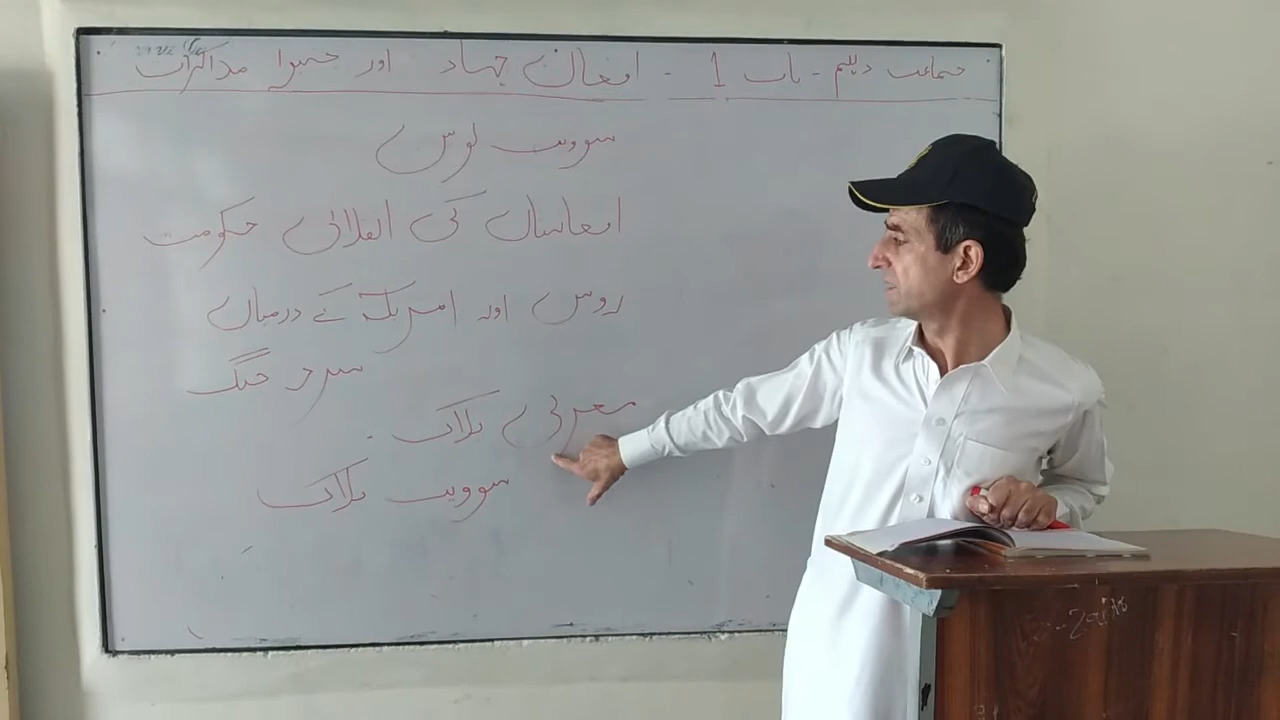 جماعت دہم - باب 1 - افغان جہاد اور جنیوا مذاکرات
سوویت یونین
افغانستان کی انقلابی حکومت
روس اور امریکہ کے درمیان
سرد جنگ
مغربی بلاک
سوویت بلاک